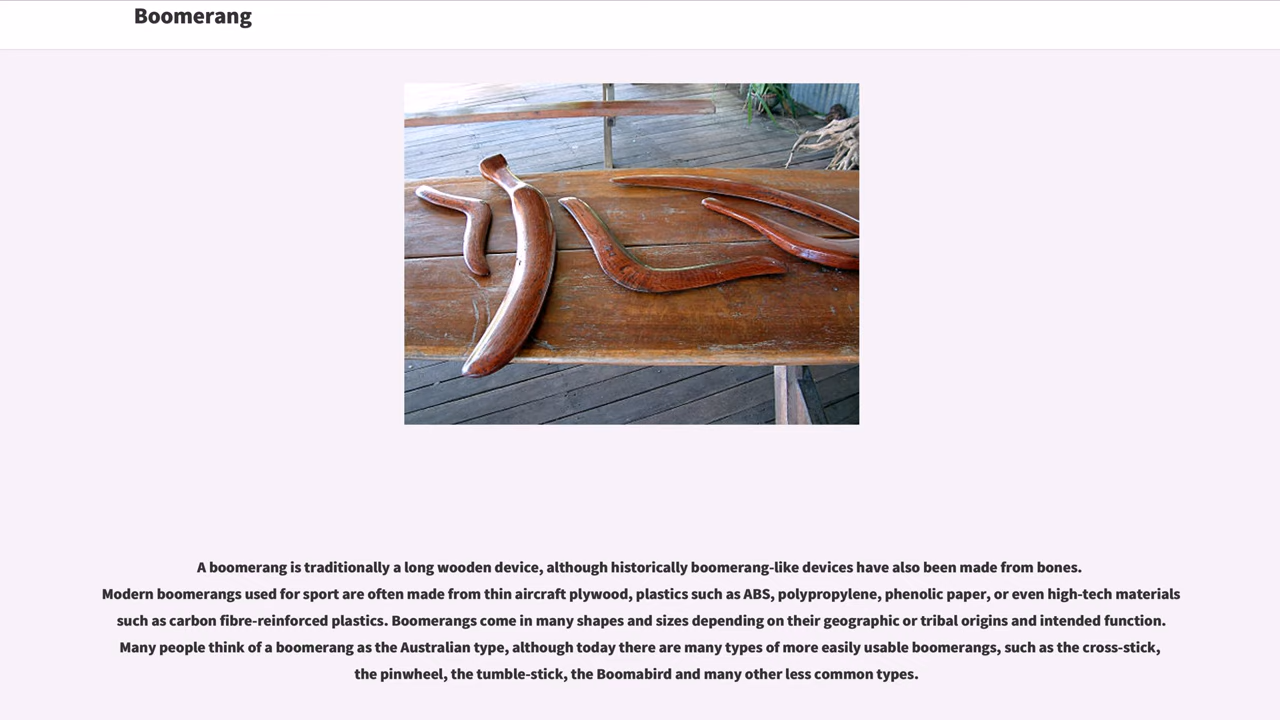 Boomerang
A boomerang is traditionally a long wooden device, although historically boomerang-like devices have also been made from bones.
Modern boomerangs used for sport are often made from thin aircraft plywood, plastics such as ABS, polypropylene, phenolic paper, or even high-tech materials
such as carbon fibre-reinforced plastics. Boomerangs come in many shapes and sizes depending on their geographic or tribal origins and intended function.
Many people think of a boomerang as the Australian type, although today there are many types of more easily usable boomerangs, such as the cross-stick,
the pinwheel, the tumble-stick, the Boomabird and many other less common types.